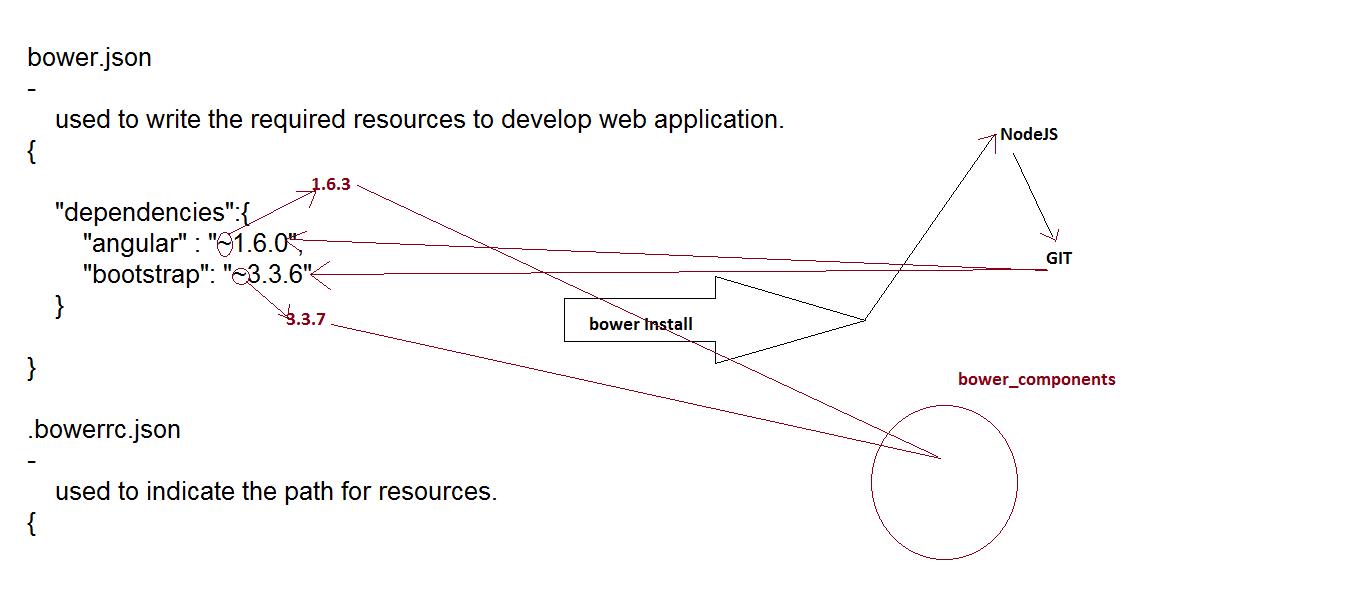 bower.json
-
used to write the required resources to develop web application.
{
NodeJS
1.6.3
"dependencies":{
"angular" : "~1.6.0",
GIT
"bootstrap": "~3.3.6"
}
3.3.7
bower Install
}
bower_components
.bowerrc.json
-
used to indicate the path for resources.
{